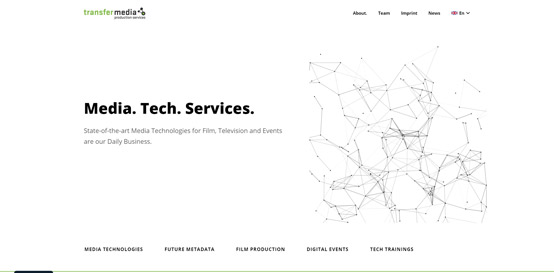 transfermedia
production services
About
Team
Imprint
News
En
Media. Tech. Services.
State-of-the-art Media Technologies for Film, Television and Events
are our Daily Business.
MEDIA TECHNOLOGIES
FUTURE METADATA
FILM PRODUCTION
DIGITAL EVENTS
TECH TRAININGS